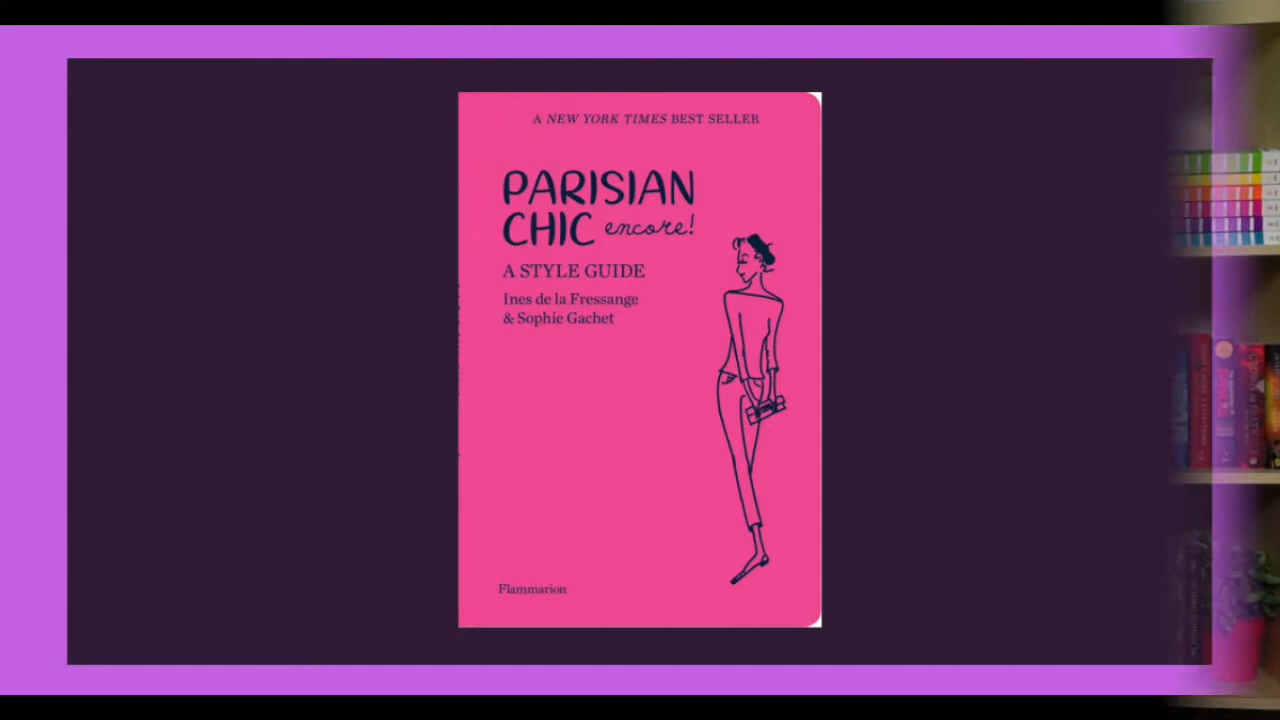 A NEW YORK TIMES BEST SELLER
PARISIAN
CHIC encore!
A STYLE GUIDE
Ines de la Fressange
& Sophie Gachet
Flammarion